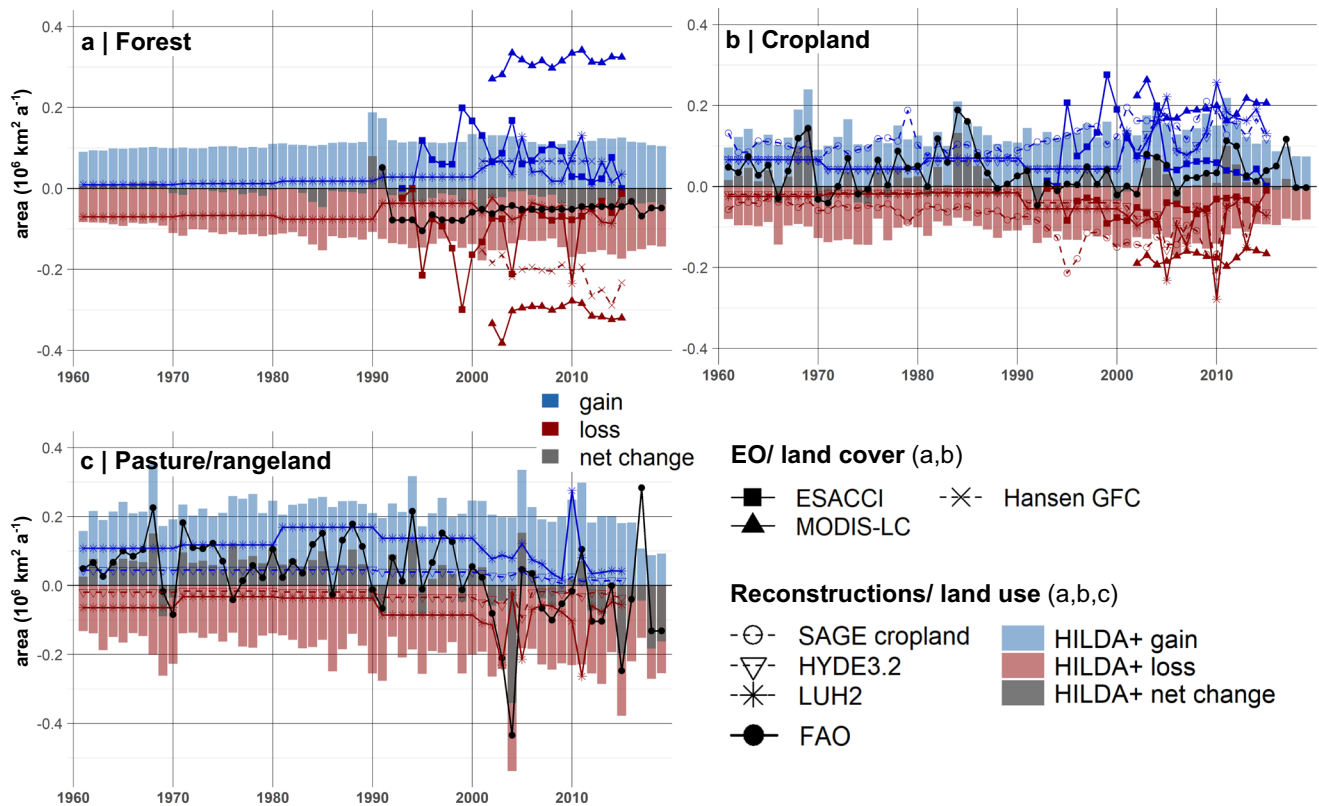 a | Forest
area (10⁶ km² a⁻¹)
0.4
0.2
0.0
-0.2
-0.4
1960 1970 1980 1990 2000 2010
b | Cropland
0.4
0.2
0.0
-0.2
-0.4
1960 1970 1980 1990 2000 2010
gain
loss
net change
c | Pasture/rangeland
area (10⁶ km² a⁻¹)
0.4
0.2
0.0
-0.2
-0.4
1960 1970 1980 1990 2000 2010
EO/ land cover (a,b)
ESACCI Hansen GFC
MODIS-LC
Reconstructions/ land use (a,b,c)
SAGE cropland HILDA+ gain
HYDE3.2 HILDA+ loss
LUH2 HILDA+ net change
FAO